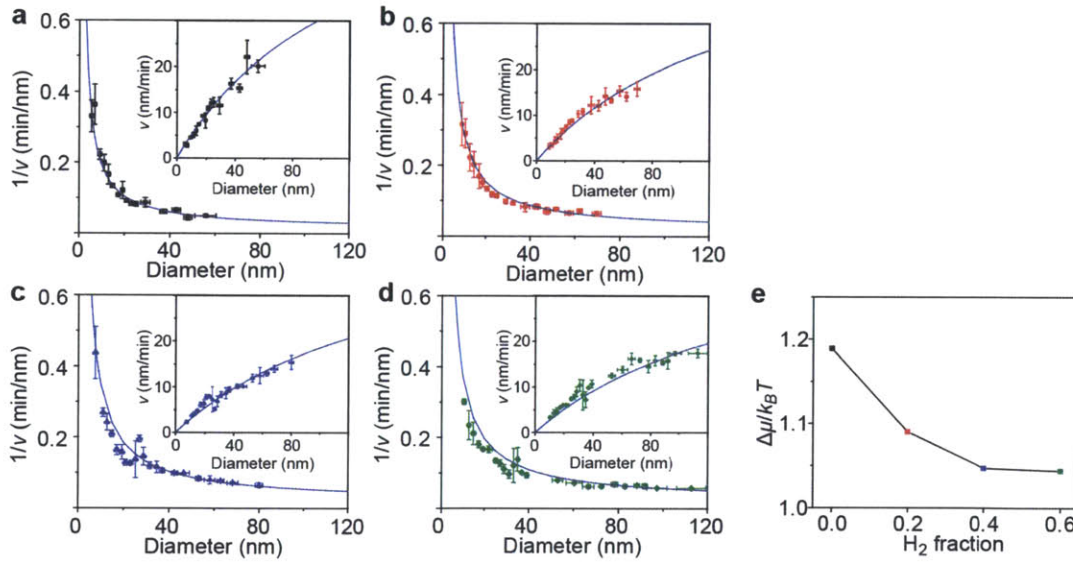 a
0.6
0.4
0.2
1/v (min/nm)
0 40 80 120
Diameter (nm)
20
10
0
v (nm/min)
0 40 80
Diameter (nm)
b
0.6
0.4
0.2
1/v (min/nm)
0 40 80 120
Diameter (nm)
20
10
0
v (nm/min)
0 40 80
Diameter (nm)
c
0.6
0.4
0.2
1/v (min/nm)
0 40 80 120
Diameter (nm)
20
10
0
v (nm/min)
0 40 80
Diameter (nm)
d
0.6
0.4
0.2
1/v (min/nm)
0 40 80 120
Diameter (nm)
20
10
0
v (nm/min)
0 40 80
Diameter (nm)
e
1.2
1.0
Δμ/k_BT
0.0 0.2 0.4 0.6
H₂ fraction